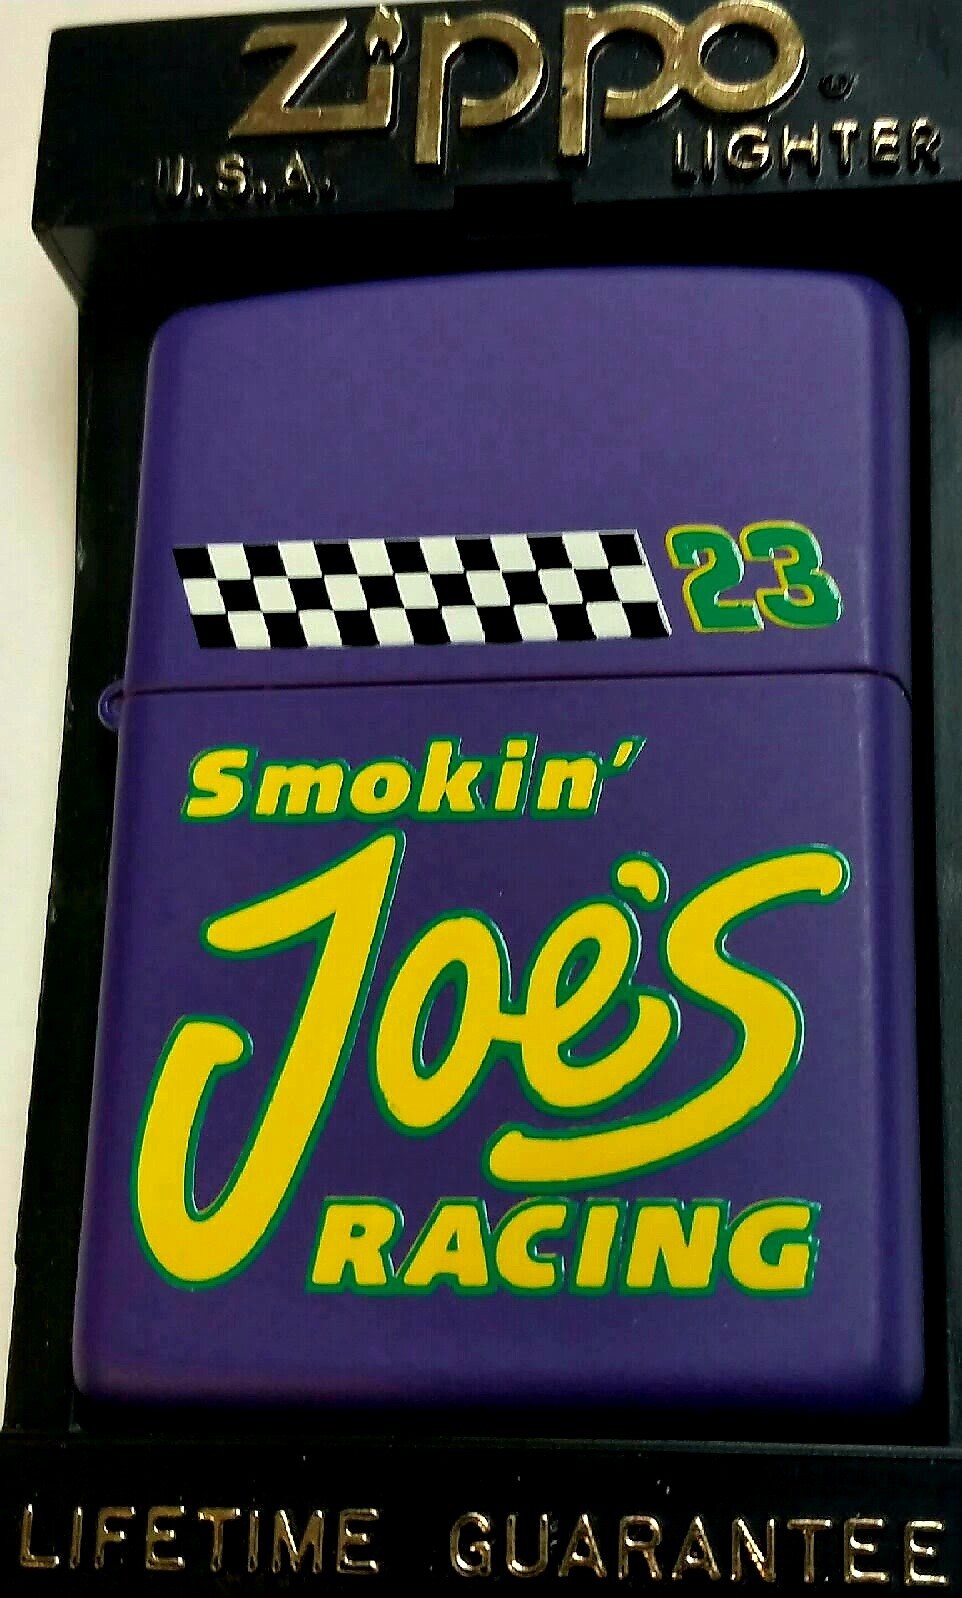 Zippo®
U.S.A. LIGHTER
23
Smokin'
Joe's
RACING
LIFETIME GUARANTEE